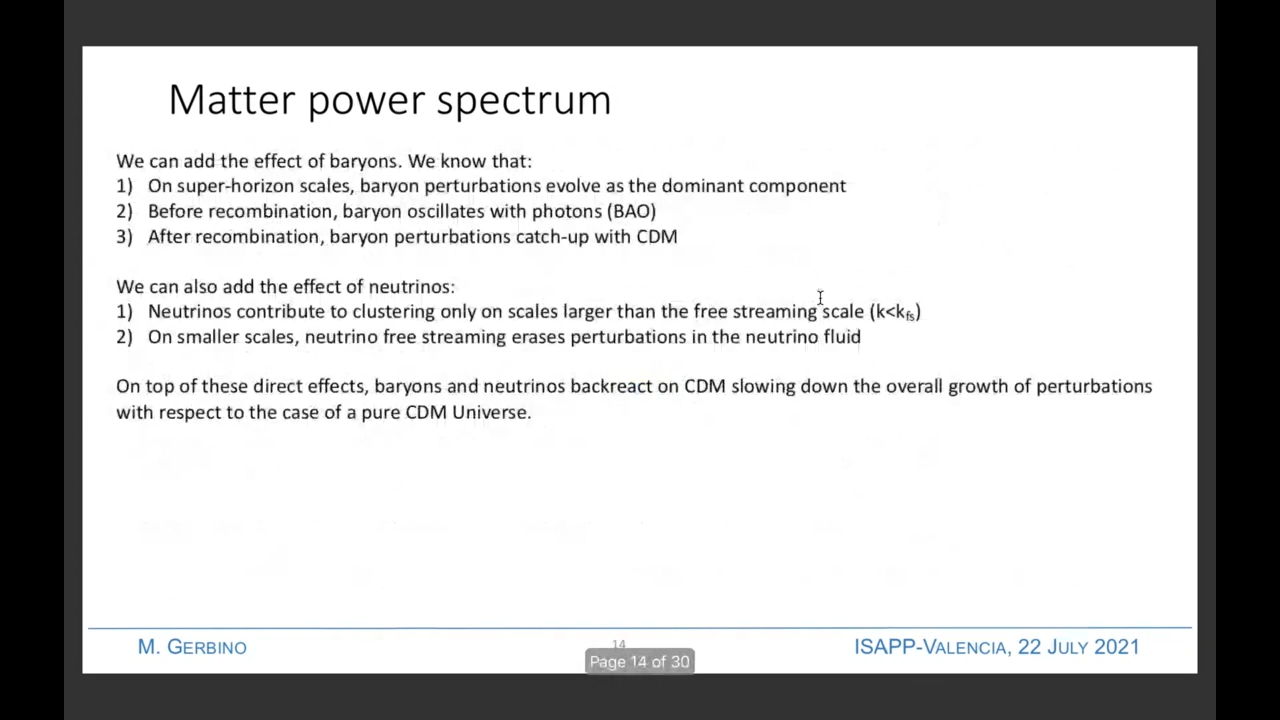 Matter power spectrum
We can add the effect of baryons. We know that:
1) On super-horizon scales, baryon perturbations evolve as the dominant component
2) Before recombination, baryon oscillates with photons (BAO)
3) After recombination, baryon perturbations catch-up with CDM
We can also add the effect of neutrinos:
1) Neutrinos contribute to clustering only on scales larger than the free streaming scale (k<kfs)
2) On smaller scales, neutrino free streaming erases perturbations in the neutrino fluid
On top of these direct effects, baryons and neutrinos backreact on CDM slowing down the overall growth of perturbations
with respect to the case of a pure CDM Universe.
M. GERBINO
14
ISAPP-VALENCIA, 22 JULY 2021
Page 14 of 30